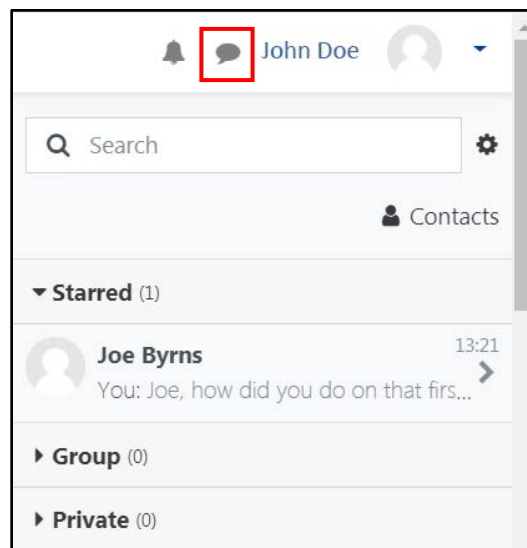 John Doe
Search
Contacts
Starred (1)
Joe Byrns 13:21
You: Joe, how did you do on that firs...
Group (0)
Private (0)